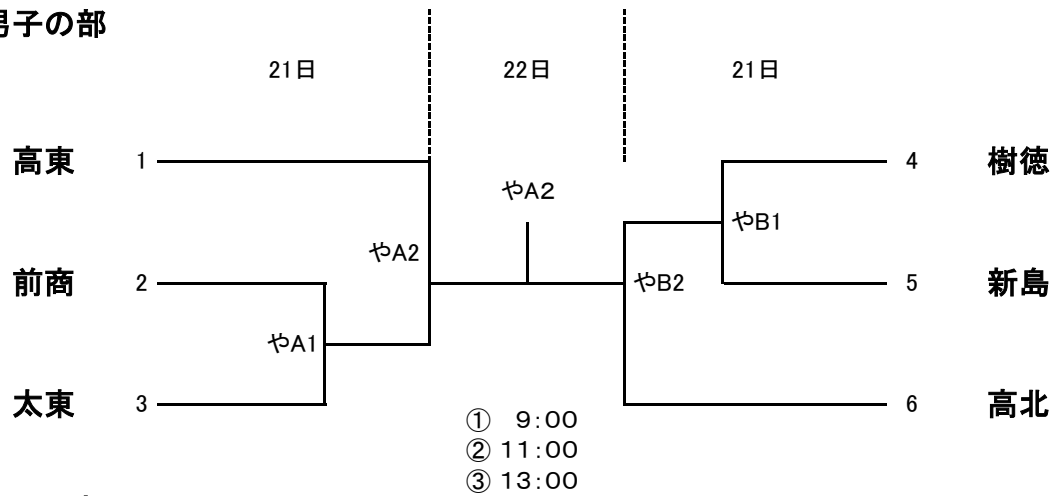 男子の部
21日 22日 21日
高東 1 4 樹徳
やA2
やB1
やA2
前商 2 やB2 5 新島
やA1
太東 3 6 高北
① 9:00
② 11:00
③ 13:00